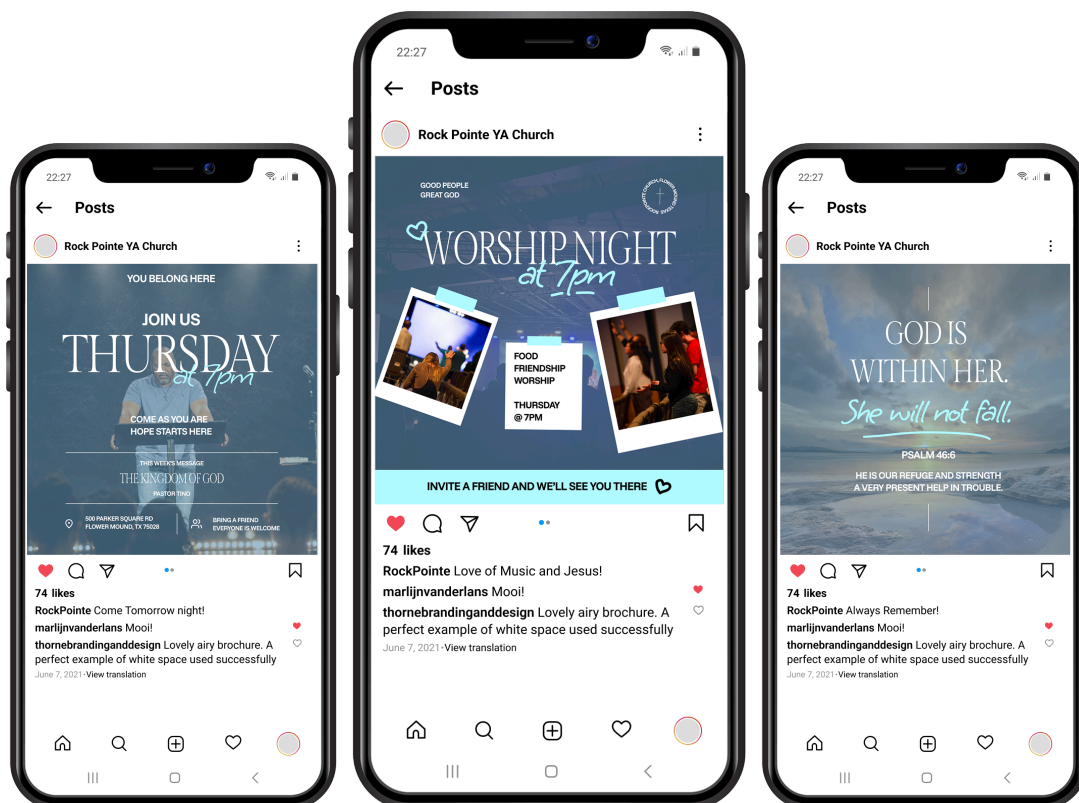 22:27
Posts
Rock Pointe YA Church
YOU BELONG HERE
JOIN US
THURSDAY
at 7pm
COME AS YOU ARE
HOPE STARTS HERE
THIS WEEK'S MESSAGE
THE KINGDOM OF GOD
PASTOR TINO
500 PARKER SQUARE RD
FLOWER MOUND, TX 75028
BRING A FRIEND
EVERYONE IS WELCOME
74 likes
RockPointe Come Tomorrow night!
marlijnvanderlans Mooi!
thornebrandinganddesign Lovely airy brochure. A
perfect example of white space used successfully
June 7, 2021·View translation
22:27
Posts
Rock Pointe YA Church
GOOD PEOPLE
GREAT GOD
ROCKPOINTE CHURCH, FLOWER MOUND TEXAS
WORSHIP NIGHT
at 7pm
FOOD
FRIENDSHIP
WORSHIP
THURSDAY
@ 7PM
INVITE A FRIEND AND WE'LL SEE YOU THERE
74 likes
RockPointe Love of Music and Jesus!
marlijnvanderlans Mooi!
thornebrandinganddesign Lovely airy brochure. A
perfect example of white space used successfully
June 7, 2021·View translation
22:27
Posts
Rock Pointe YA Church
GOD IS
WITHIN HER.
She will not fall.
PSALM 46:6
HE IS OUR REFUGE AND STRENGTH
A VERY PRESENT HELP IN TROUBLE.
74 likes
RockPointe Always Remember!
marlijnvanderlans Mooi!
thornebrandinganddesign Lovely airy brochure. A
perfect example of white space used successfully
June 7, 2021·View translation